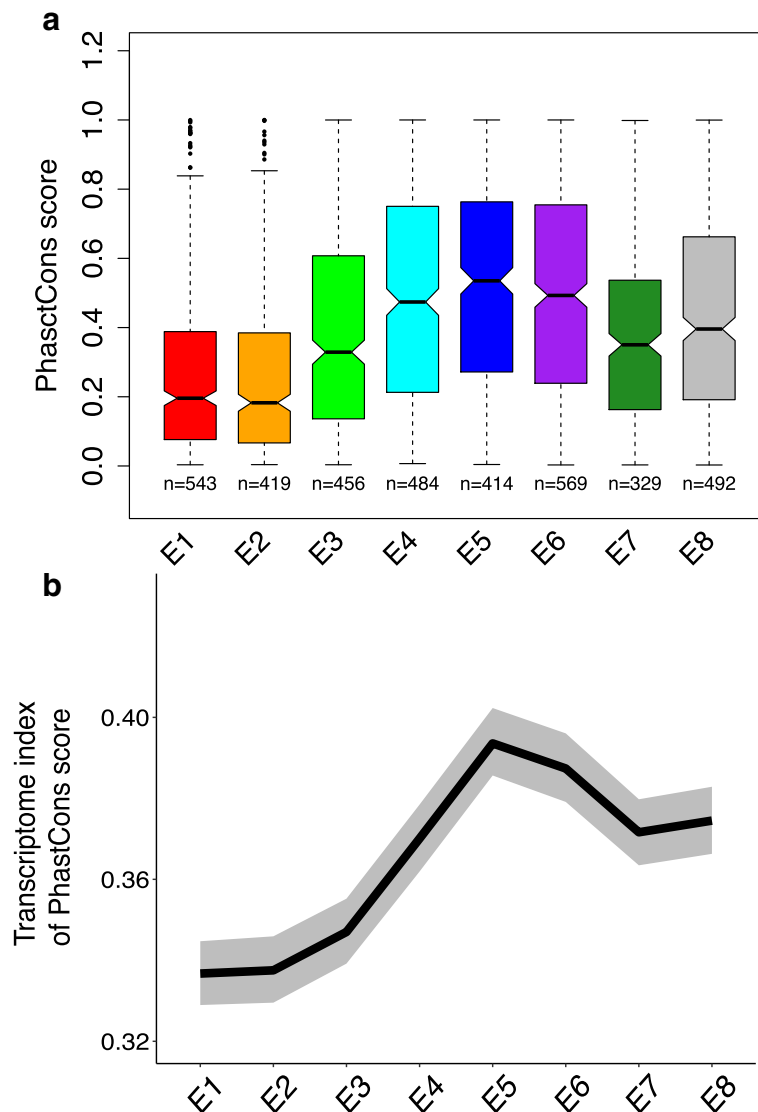 a
PhasctCons score
1.2
1.0
0.8
0.6
0.4
0.2
0.0
n=543 n=419 n=456 n=484 n=414 n=569 n=329 n=492
E1 E2 E3 E4 E5 E6 E7 E8
b
Transcriptome index
of PhastCons score
0.40
0.36
0.32
E1 E2 E3 E4 E5 E6 E7 E8